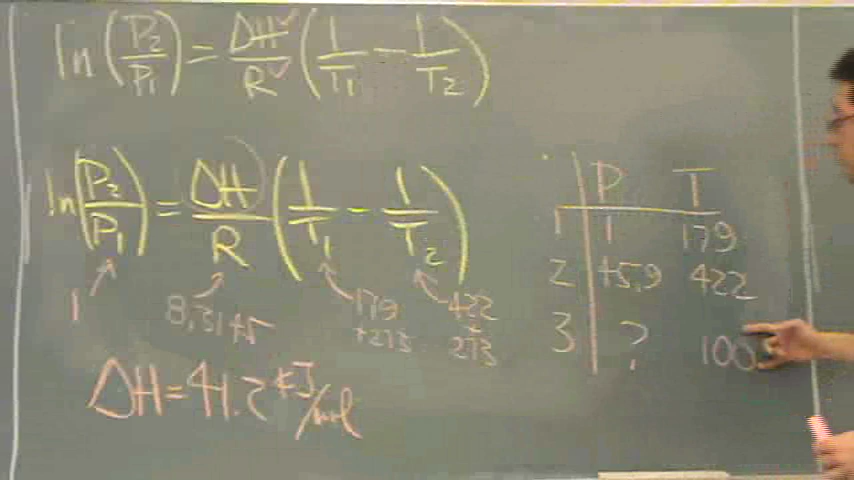 ln(P2/P1) = ΔH/R (1/T1 - 1/T2)
ln(P2/P1) = ΔH/R (1/T1 - 1/T2)
1 8,3145 179 +273 422 + 273
ΔH = 41.2 kJ/mol
P T
1 1 179
2 45,9 422
3 ? 100